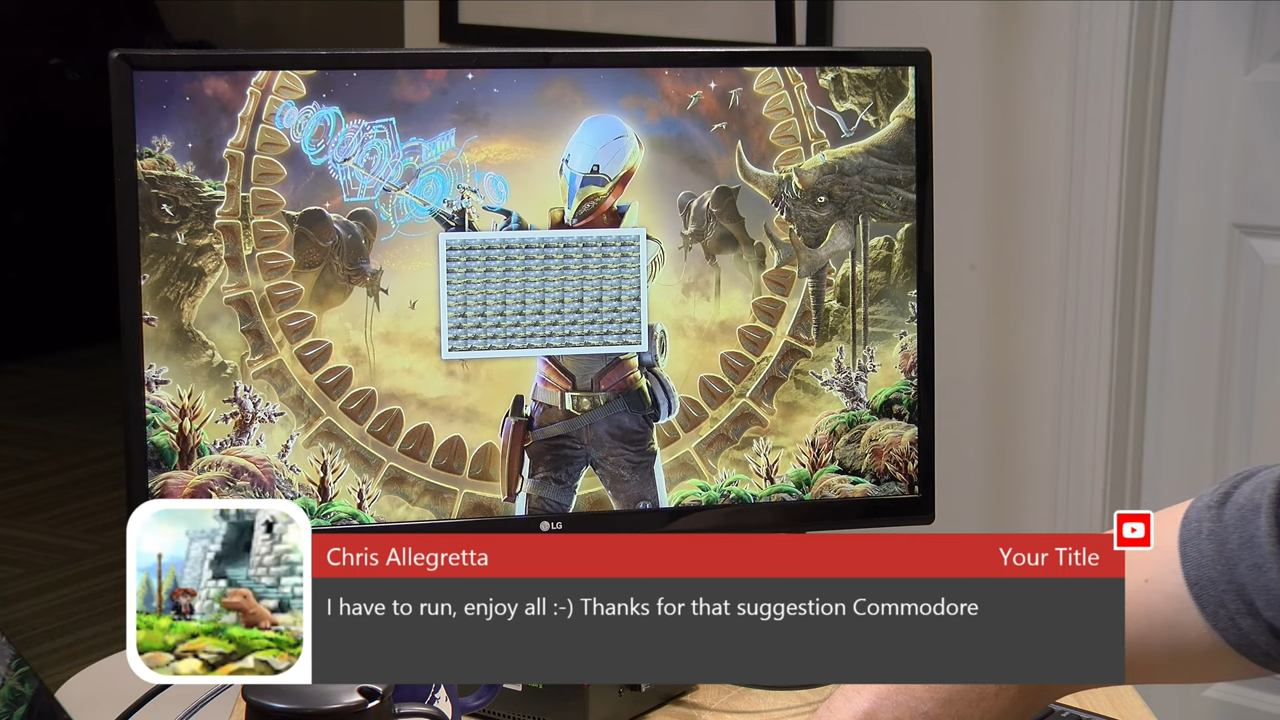 LG
Chris Allegretta
Your Title
I have to run, enjoy all :-) Thanks for that suggestion Commodore